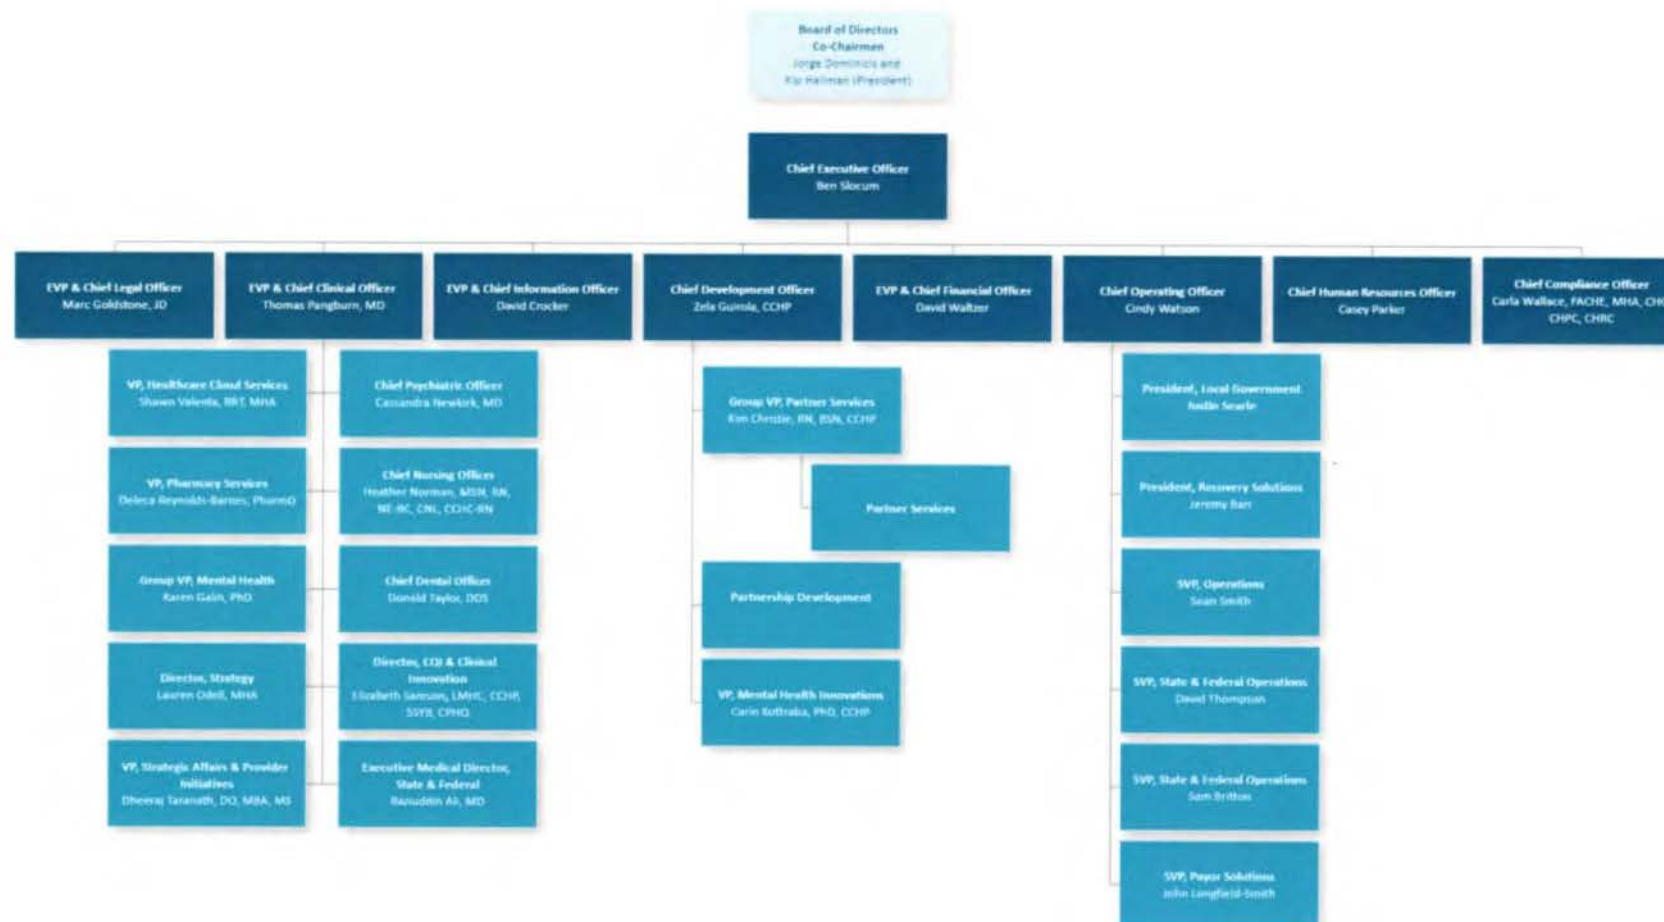 Board of Directors
Co-Chairmen
Jorge Dominicis and
Kip Hallman (President)
Chief Executive Officer
Ben Slocum
EVP & Chief Legal Officer
Marc Goldstone, JD
EVP & Chief Clinical Officer
Thomas Pangburn, MD
EVP & Chief Information Officer
David Crocker
Chief Development Officer
Zela Guirola, CCHP
EVP & Chief Financial Officer
David Waltzer
Chief Operating Officer
Cindy Watson
Chief Human Resources Officer
Casey Parker
Chief Compliance Officer
Carla Wallace, FACHE, MHA, CHC
CHPC, CHRC
VP, Healthcare Cloud Services
Shawn Valenta, RRT, MHA
Chief Psychiatric Officer
Cassandra Newkirk, MD
VP, Pharmacy Services
Deleca Reynolds-Barnes, PharmD
Chief Nursing Officer
Heather Norman, MSN, RN,
NE-BC, CNL, CCHC-RN
Group VP, Mental Health
Karen Galin, PhD
Chief Dental Officer
Donald Taylor, DDS
Director, Strategy
Lauren Odell, MHA
Director, CQI & Clinical
Innovation
Elizabeth LMHC, CCHP,
SSYB, CPHQ
VP, Strategic Affairs & Provider
Initiatives
Dheeraj Taranath, DO, MBA, MS
Executive Medical Director,
State & Federal
Raziuddin Ali, MD
Group VP, Partner Services
Kim Christie, RN, BSN, CCHP
Partner Services
Partnership Development
VP, Mental Health Innovations
Carin Kottraba, PhD, CCHP
President, Local Government
Searle
President, Recovery Solutions
Jeremy Barr
SVP, Operations
Sean Smith
SVP, State & Federal Operations
David Thompson
SVP, State & Federal Operations
Sam Britton
SVP, Payor Solutions
John Longfield-Smith